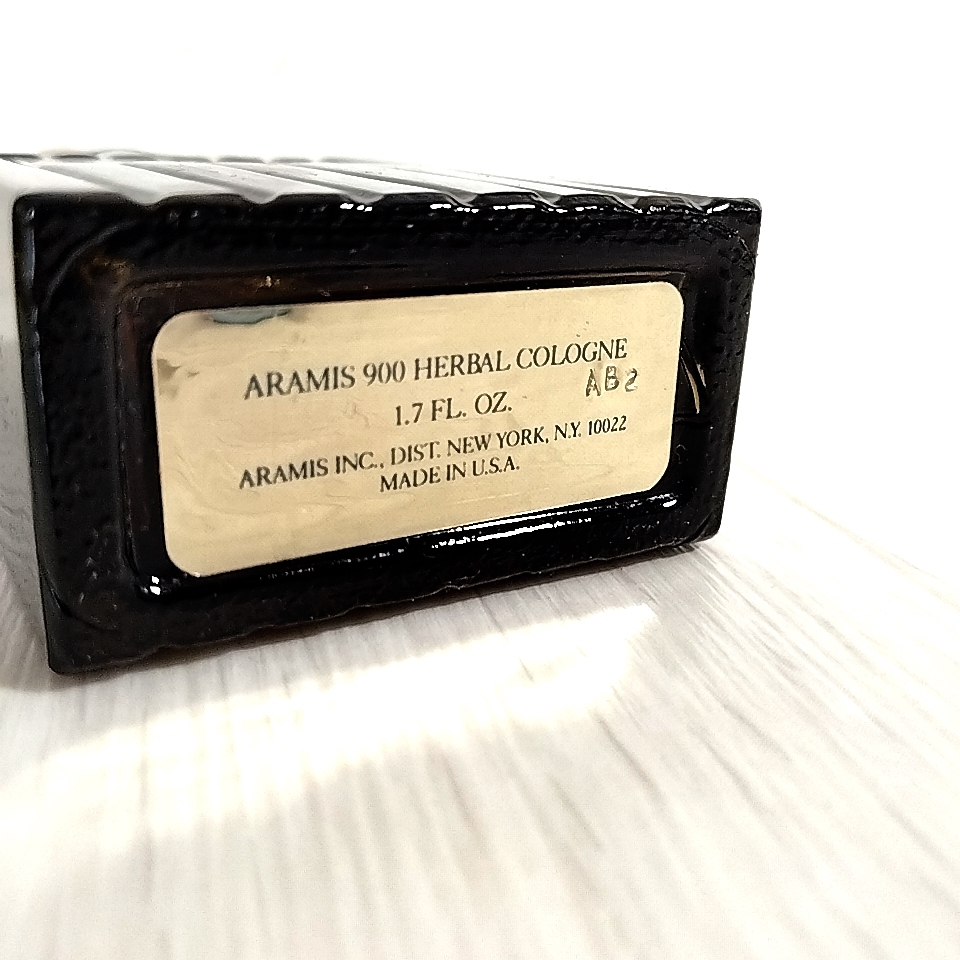 ARAMIS 900 HERBAL COLOGNE
AB2
1.7 FL. OZ.
ARAMIS INC., DIST. NEW YORK, N.Y. 10022
MADE IN U.S.A.